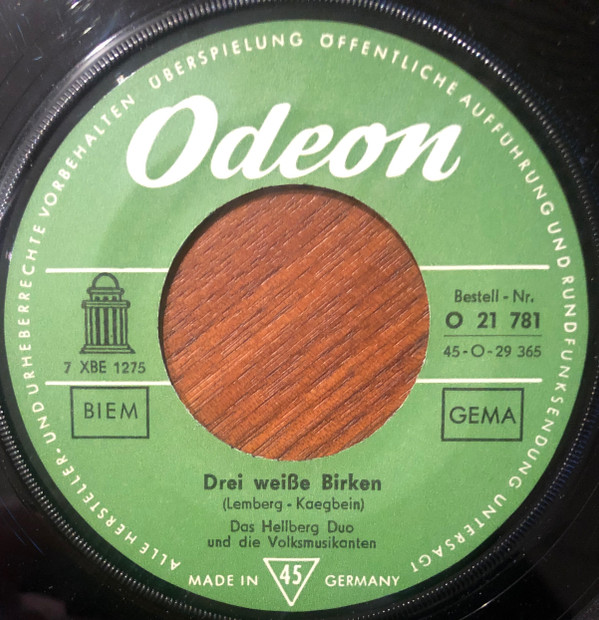 ALLE HERSTELLER- UND URHEBERRECHTE VORBEHALTEN ÜBERSPIELUNG ÖFFENTLICHE AUFFÜHRUNG UND RUNDFUNKSENDUNG UNTERSAGT
Odeon
Bestell - Nr.
O 21 781
45-O-29 365
7 XBE 1275
BIEM
GEMA
Drei weiße Birken
(Lemberg - Kaegbein)
Das Hellberg Duo
und die Volksmusikanten
MADE IN 45 GERMANY